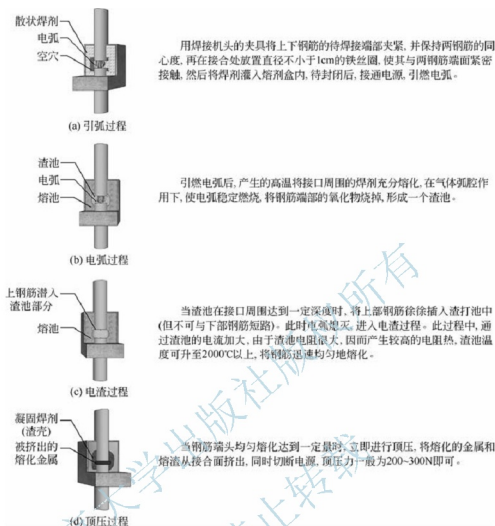 散状焊剂
电弧
空穴
(a) 引弧过程
用焊接机头的夹具将上下钢筋的待焊接端部夹紧, 并保持两钢筋的同
心度, 再在接合处放置直径不小于1cm的铁丝圈, 使其与两钢筋端面紧密
接触, 然后将焊剂灌入熔剂盒内, 待封闭后, 接通电源, 引燃电弧。
渣池
电弧
熔池
(b) 电弧过程
引燃电弧后, 产生的高温将接口周围的焊剂充分熔化, 在气体弧腔作
用下, 使电弧稳定燃烧, 将钢筋端部的氧化物烧掉, 形成一个渣池。
上钢筋潜入
渣池部分
熔池
(c) 电渣过程
当渣池在接口周围达到一定深度时, 将上部钢筋徐徐插入渣打池中
(但不可与下部钢筋短路)。此时电弧熄灭, 进入电渣过程。此过程中, 通
过渣池的电流加大, 由于渣池电阻很大, 因而产生较高的电阻热, 渣池温
度可升至2000℃以上, 将钢筋迅速均匀地熔化。
凝固焊剂
(渣壳)
被挤出的
熔化金属
(d) 顶压过程
当钢筋端头均匀熔化达到一定量时, 立即进行顶压, 将熔化的金属和
熔渣从接合面挤出, 同时切断电源, 顶压力一般为200~300N即可。
大学出版社版权所有
禁止转载